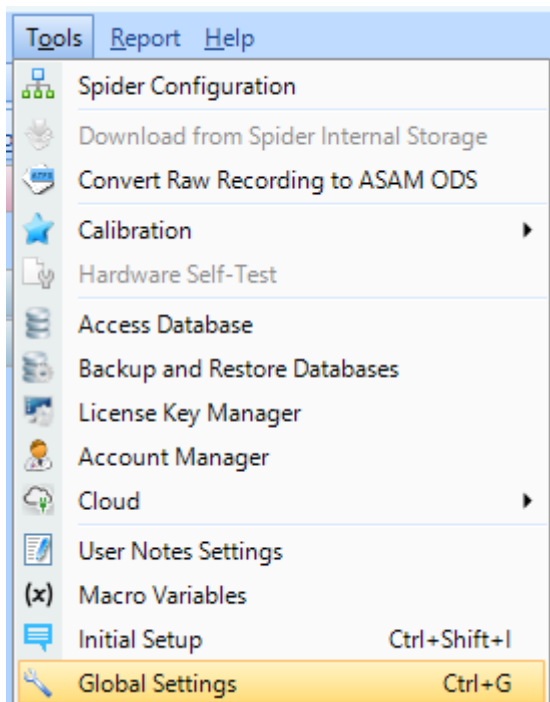 Tools Report Help
Spider Configuration
Download from Spider Internal Storage
ATFX
Convert Raw Recording to ASAM ODS
Calibration
Hardware Self-Test
Access Database
Backup and Restore Databases
License Key Manager
Account Manager
Cloud
User Notes Settings
(x) Macro Variables
Initial Setup Ctrl+Shift+I
Global Settings Ctrl+G